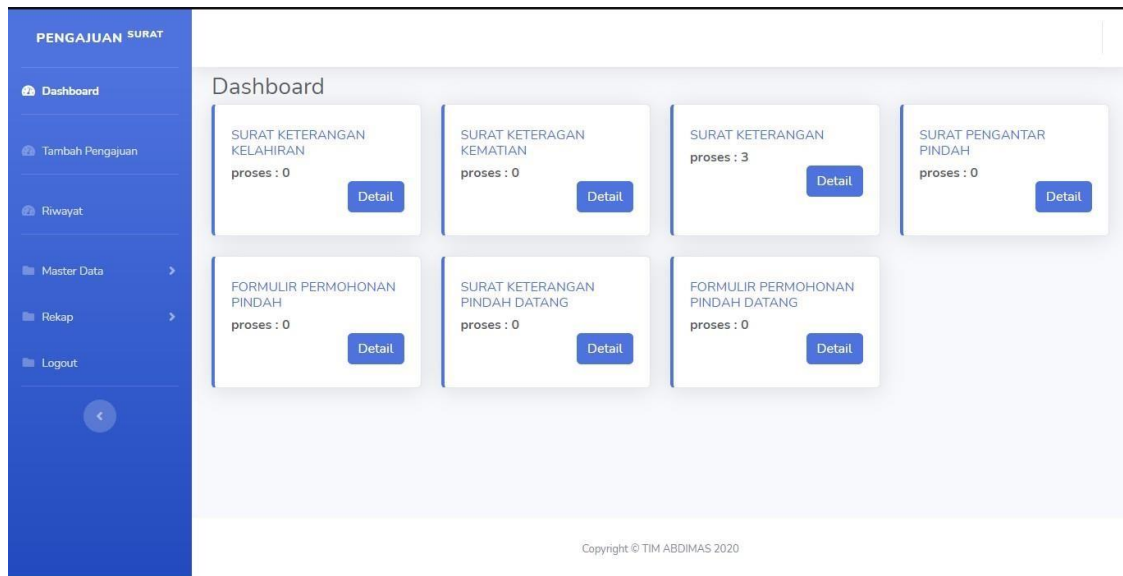 PENGAJUAN SURAT
Dashboard
Tambah Pengajuan
Riwayat
Master Data
Rekap
Logout
Dashboard
SURAT KETERANGAN
KELAHIRAN
proses : 0
Detail
SURAT KETERAGAN
KEMATIAN
proses : 0
Detail
SURAT KETERANGAN
proses : 3
Detail
SURAT PENGANTAR
PINDAH
proses : 0
Detail
FORMULIR PERMOHONAN
PINDAH
proses : 0
Detail
SURAT KETERANGAN
PINDAH DATANG
proses : 0
Detail
FORMULIR PERMOHONAN
PINDAH DATANG
proses : 0
Detail
Copyright © TIM ABDIMAS 2020